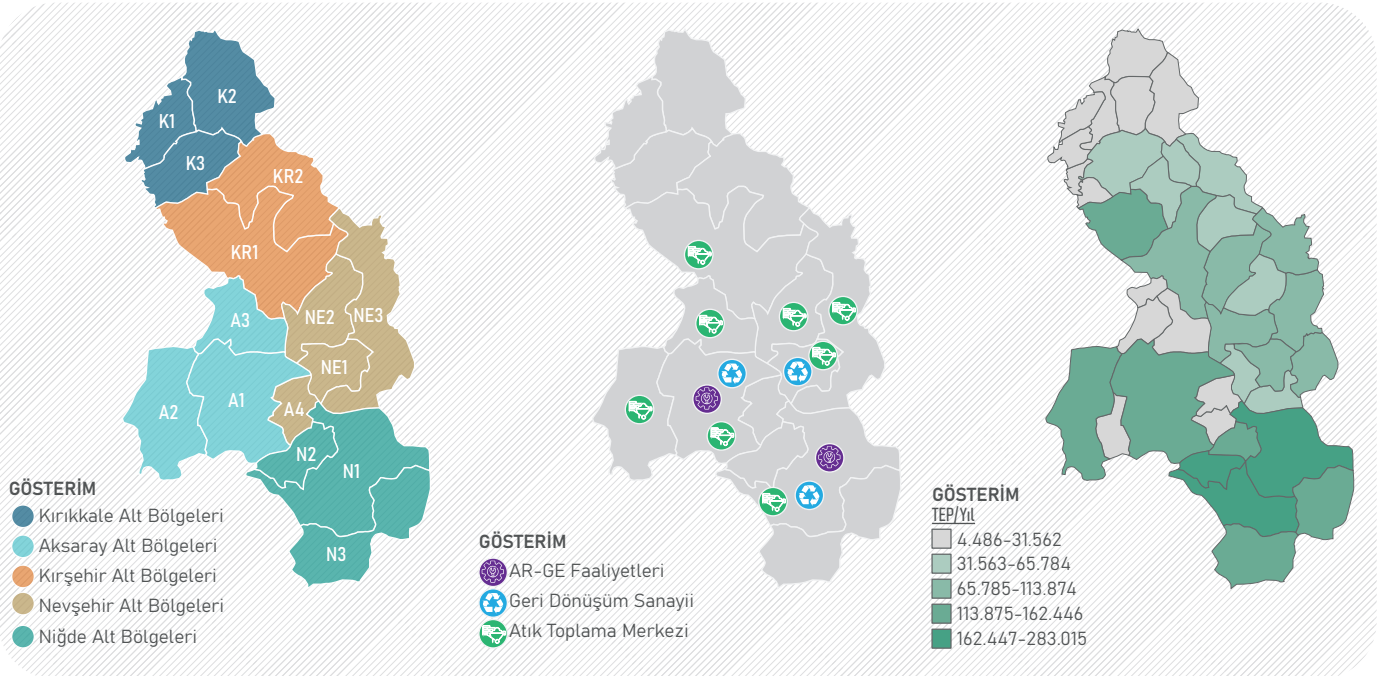 K2
K1
K3
KR2
KR1
A3
NE2
NE3
NE1
A4
A1
A2
N2
N1
N3
GÖSTERİM
Kırıkkale Alt Bölgeleri
Aksaray Alt Bölgeleri
Kırşehir Alt Bölgeleri
Nevşehir Alt Bölgeleri
Niğde Alt Bölgeleri
GÖSTERİM
AR-GE Faaliyetleri
Geri Dönüşüm Sanayii
Atık Toplama Merkezi
GÖSTERİM
TEP/Yıl
4.486-31.562
31.563-65.784
65.785-113.874
113.875-162.446
162.447-283.015